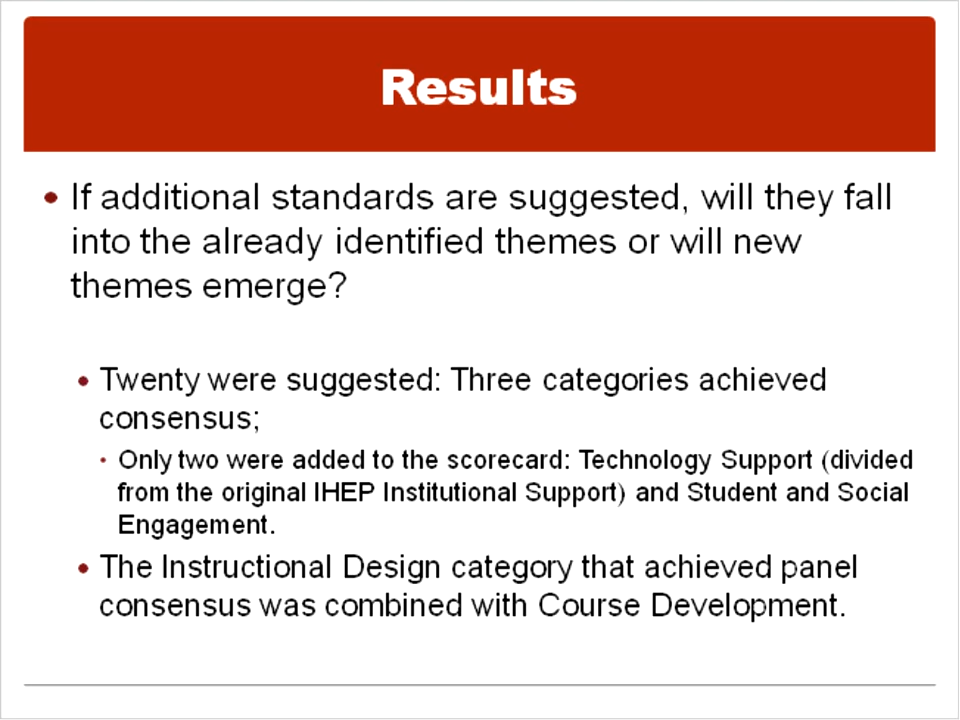 Results
• If additional standards are suggested, will they fall
into the already identified themes or will new
themes emerge?
• Twenty were suggested: Three categories achieved
consensus;
• Only two were added to the scorecard: Technology Support (divided
from the original IHEP Institutional Support) and Student and Social
Engagement.
• The Instructional Design category that achieved panel
consensus was combined with Course Development.